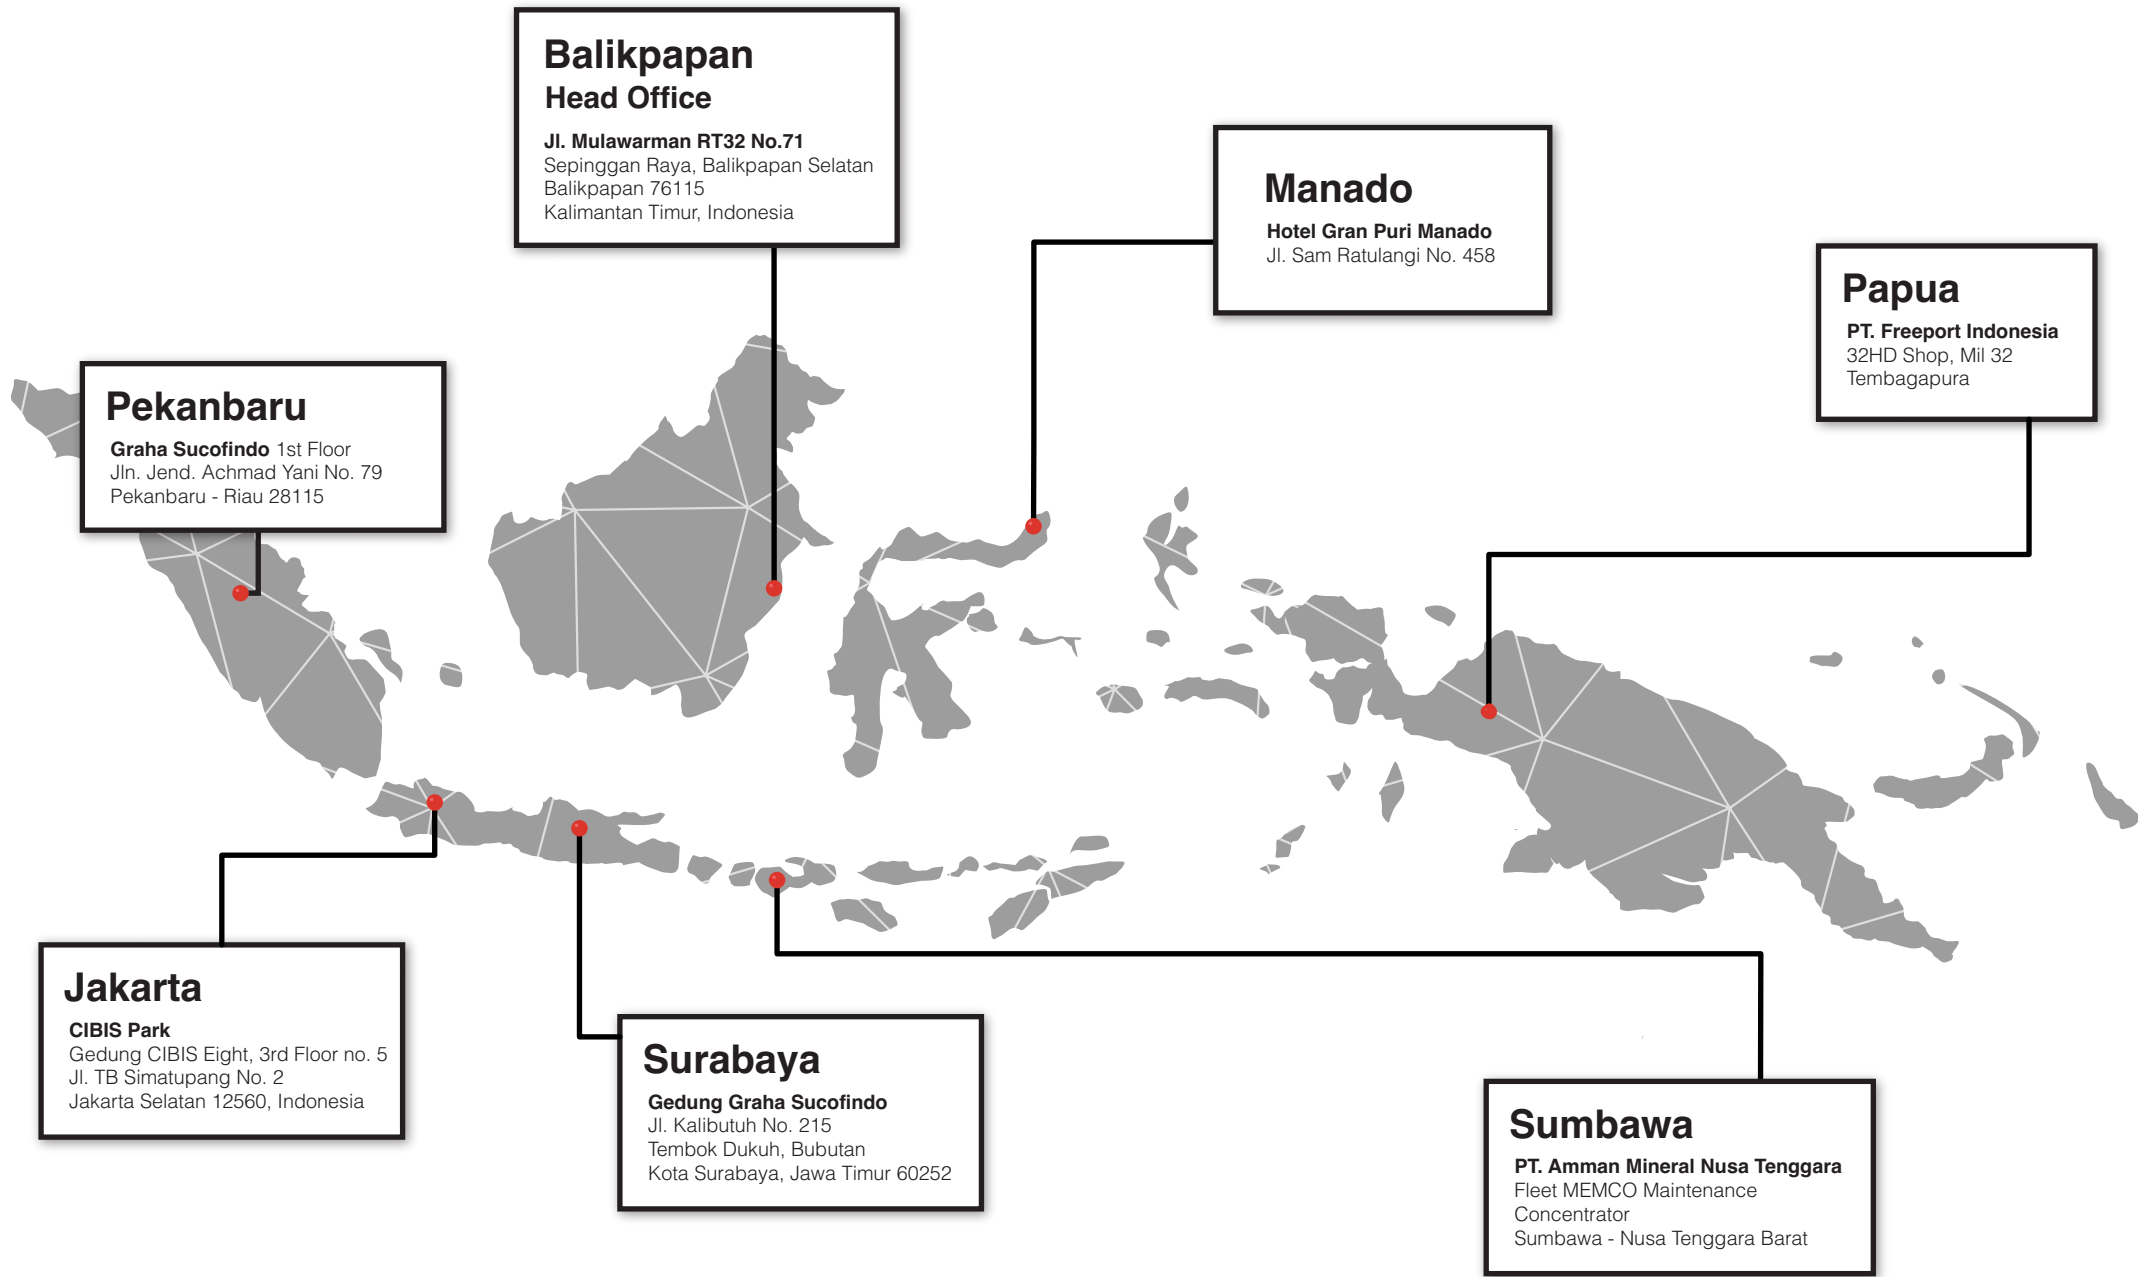 Balikpapan
Head Office
Jl. Mulawarman RT32 No.71
Sepinggan Raya, Balikpapan Selatan
Balikpapan 76115
Kalimantan Timur, Indonesia
Manado
Hotel Gran Puri Manado
Jl. Sam Ratulangi No. 458
Papua
PT. Freeport Indonesia
32HD Shop, Mil 32
Tembagapura
Pekanbaru
Graha Sucofindo 1st Floor
Jln. Jend. Achmad Yani No. 79
Pekanbaru - Riau 28115
Jakarta
CIBIS Park
Gedung CIBIS Eight, 3rd Floor no. 5
Jl. TB Simatupang No. 2
Jakarta Selatan 12560, Indonesia
Surabaya
Gedung Graha Sucofindo
Jl. Kalibutuh No. 215
Tembok Dukuh, Bubutan
Kota Surabaya, Jawa Timur 60252
Sumbawa
PT. Amman Mineral Nusa Tenggara
Fleet MEMCO Maintenance
Concentrator
Sumbawa - Nusa Tenggara Barat